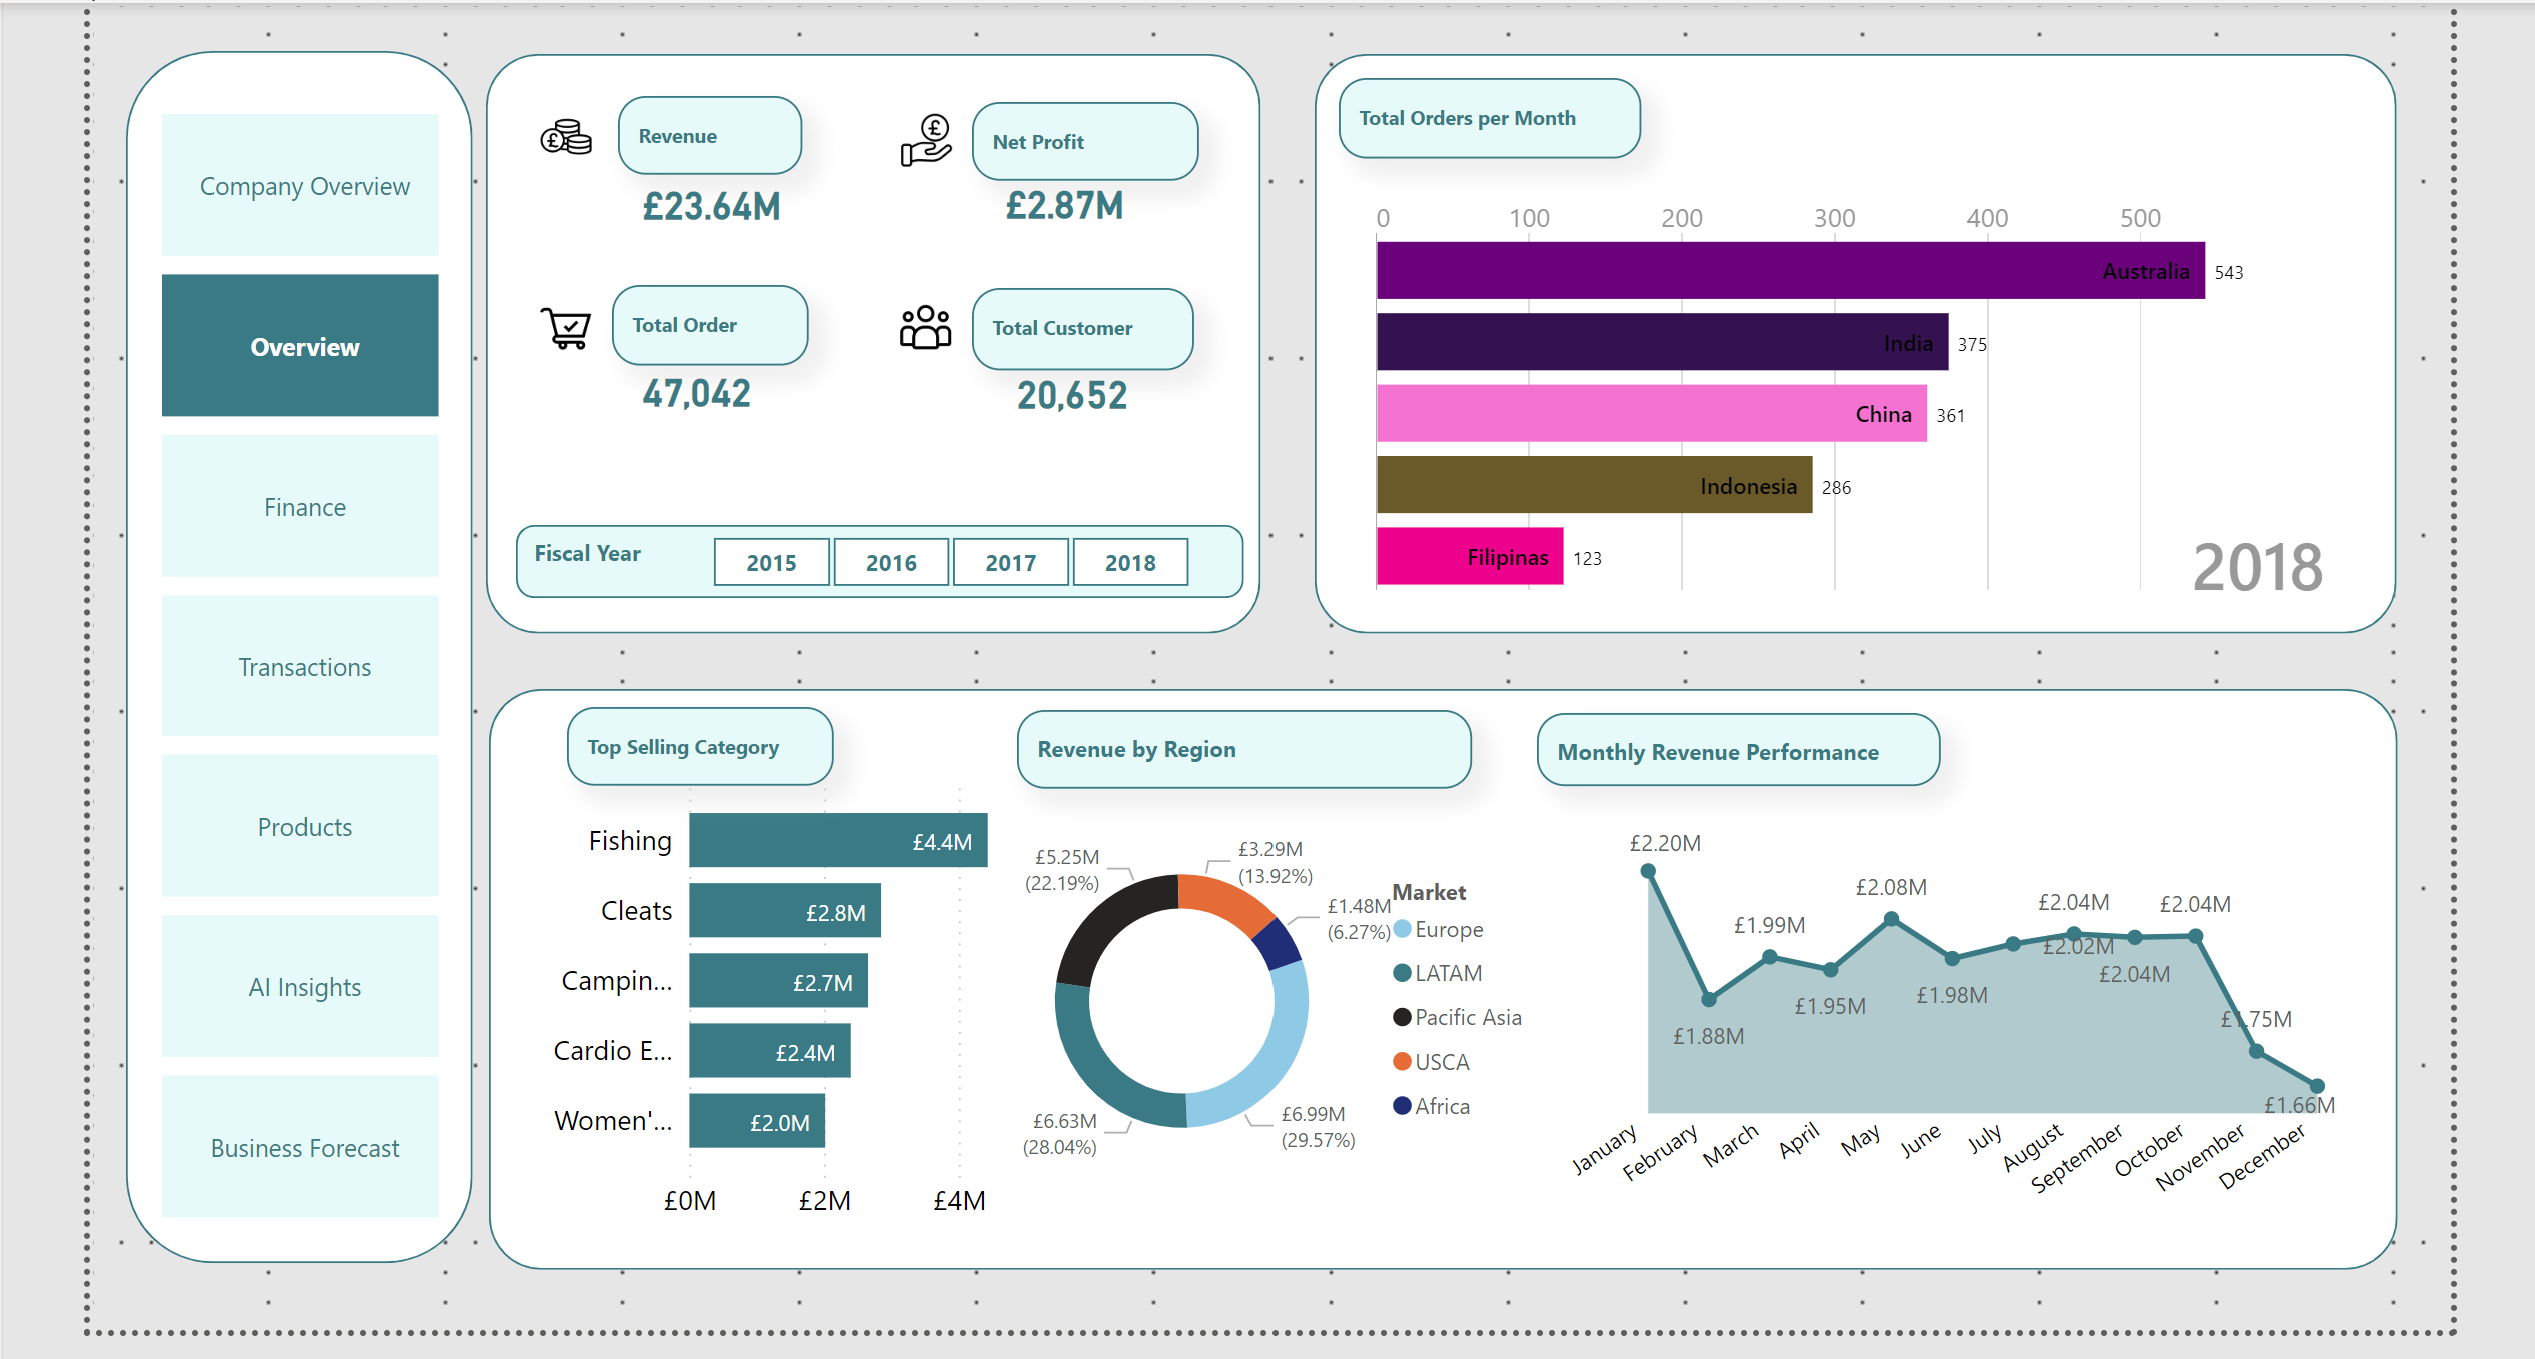 Company Overview
Overview
Finance
Transactions
Products
AI Insights
Business Forecast
Revenue
£23.64M
Net Profit
£2.87M
Total Order
47,042
Total Customer
20,652
Fiscal Year
2015 2016 2017 2018
Total Orders per Month
0 100 200 300 400 500
Australia 543
India 375
China 361
Indonesia 286
Filipinas 123
2018
Top Selling Category
Fishing £4.4M
Cleats £2.8M
Campin... £2.7M
Cardio E... £2.4M
Women'... £2.0M
£0M £2M £4M
Revenue by Region
£5.25M
(22.19%)
£3.29M
(13.92%)
£1.48M
(6.27%)
£6.63M
(28.04%)
£6.99M
(29.57%)
Market
Europe
LATAM
Pacific Asia
USCA
Africa
Monthly Revenue Performance
£2.20M
£1.88M
£1.99M
£1.95M
£2.08M
£1.98M
£2.02M
£2.04M
£2.04M
£2.04M
£1.75M
£1.66M
January
February
March
April
May
June
July
August
September
October
November
December